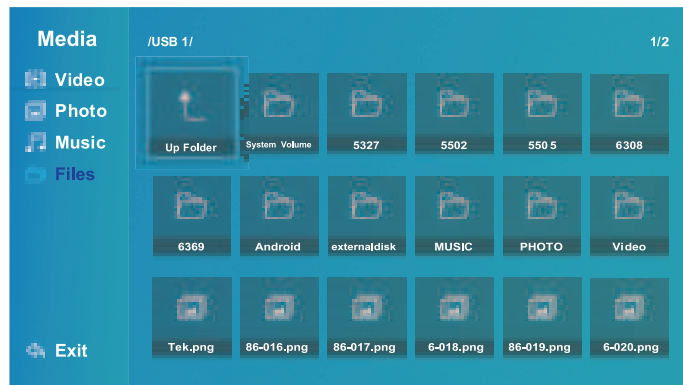 Media
/USB 1/
1/2
Video
Photo
Music
Files
Exit
Up Folder
System Volume
5327
5502
550 5
6308
6369
Android
externaldisk
MUSIC
PHOTO
Video
Tek.png
86-016.png
86-017.png
6-018.png
86-019.png
6-020.png